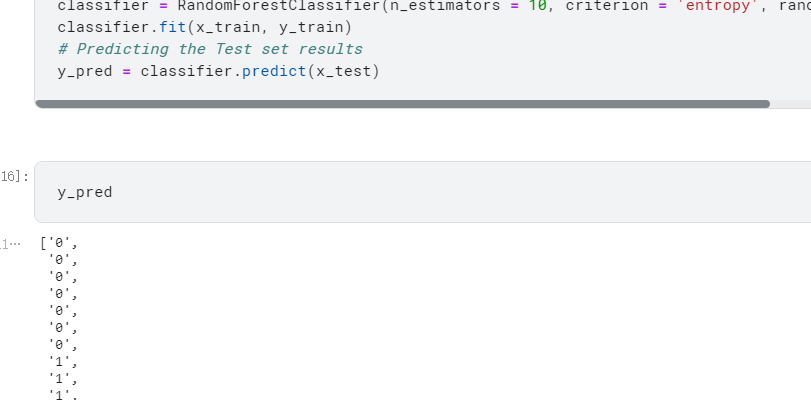 classifier = RandomForestClassifier(n_estimators = 10, criterion = 'entropy', rand
classifier.fit(x_train, y_train)
# Predicting the Test set results
y_pred = classifier.predict(x_test)
16]:
y_pred
1… ['0',
'0',
'0',
'0',
'0',
'0',
'0',
'1',
'1',
'1',